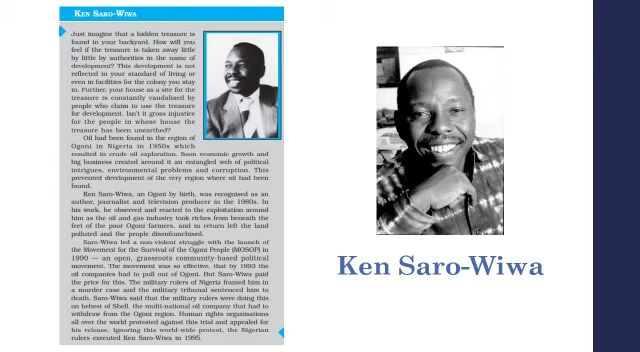 KEN SARO-WIWA
Just imagine that a hidden treasure is
found in your backyard. How will you
feel if the treasure is taken away little
by little by authorities in the name of
development? This development is not
reflected in your standard of living or
even in facilities for the colony you stay
in. Further, your house as a site for the
treasure is constantly vandalised by
people who claim to use the treasure
for development. Isn't it gross injustice
for the people in whose house the
treasure has been unearthed?
Oil had been found in the region of
Ogoni in Nigeria in 1950s which
resulted in crude oil exploration. Soon economic growth and
big business created around it an entangled web of political
intrigues, environmental problems and corruption. This
prevented development of the very region where oil had been
found.
Ken Saro-Wiwa, an Ogoni by birth, was recognised as an
author, journalist and television producer in the 1980s. In
his work, he observed and reacted to the exploitation around
him as the oil and gas industry took riches from beneath the
feet of the poor Ogoni farmers, and in return left the land
polluted and the people disenfranchised.
Saro-Wiwa led a non-violent struggle with the launch of
the Movement for the Survival of the Ogoni People (MOSOP) in
1990 — an open, grassroots community-based political
movement. The movement was so effective, that by 1993 the
oil companies had to pull out of Ogoni. But Saro-Wiwa paid
the price for this. The military rulers of Nigeria framed him in
a murder case and the military tribunal sentenced him to
death. Saro-Wiwa said that the military rulers were doing this
on behest of Shell, the multi-national oil company that had to
withdraw from the Ogoni region. Human rights organisations
all over the world protested against this trial and appealed for
his release. Ignoring this world-wide protest, the Nigerian
rulers executed Ken Saro-Wiwa in 1995.
Ken Saro-Wiwa